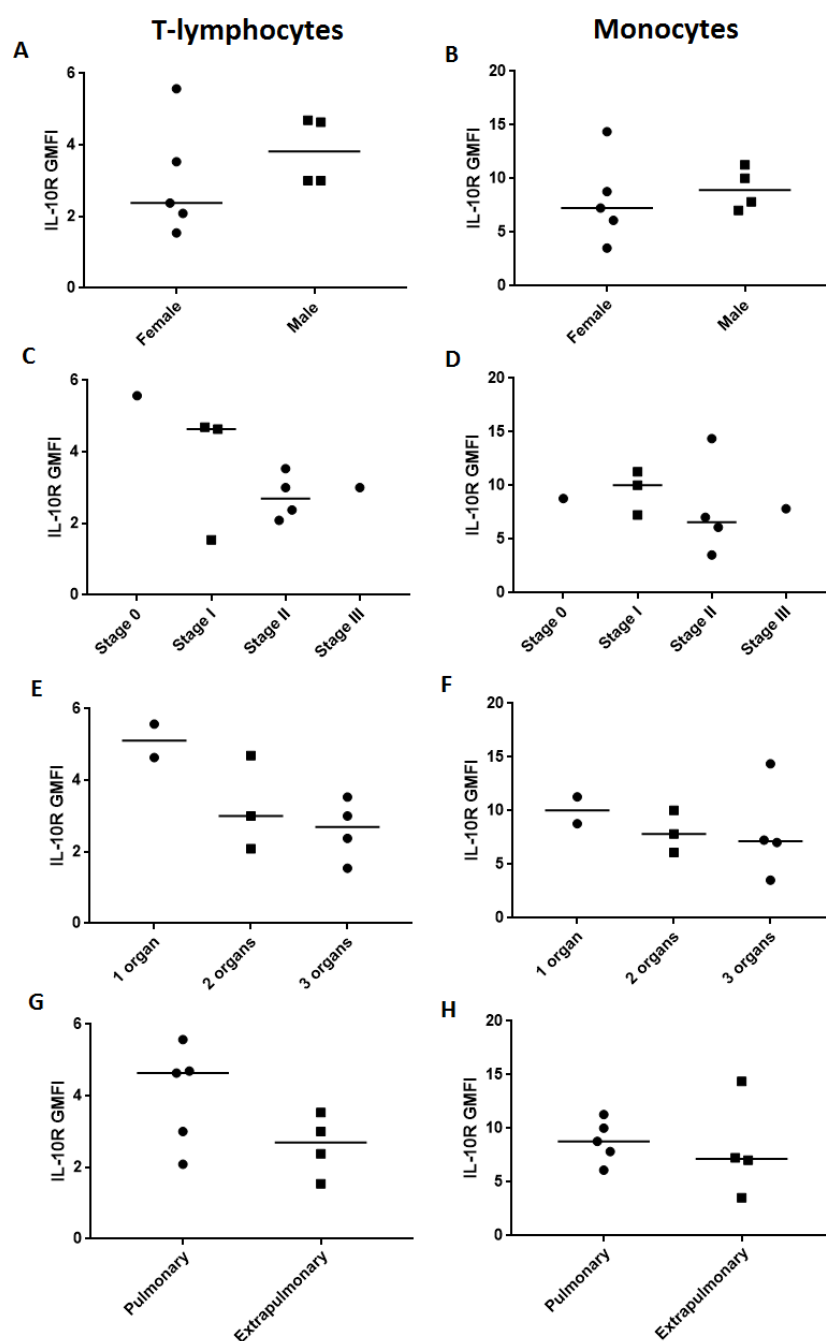 T-lymphocytes
Monocytes
A
IL-10R GMFI
6
4
2
0
Female
Male
B
IL-10R GMFI
20
15
10
5
0
Female
Male
C
IL-10R GMFI
6
4
2
0
Stage 0
Stage I
Stage II
Stage III
D
IL-10R GMFI
20
15
10
5
0
Stage 0
Stage I
Stage II
Stage III
E
IL-10R GMFI
6
4
2
0
1 organ
2 organs
3 organs
F
IL-10R GMFI
20
15
10
5
0
1 organ
2 organs
3 organs
G
IL-10R GMFI
6
4
2
0
Pulmonary
Extrapulmonary
H
IL-10R GMFI
20
15
10
5
0
Pulmonary
Extrapulmonary